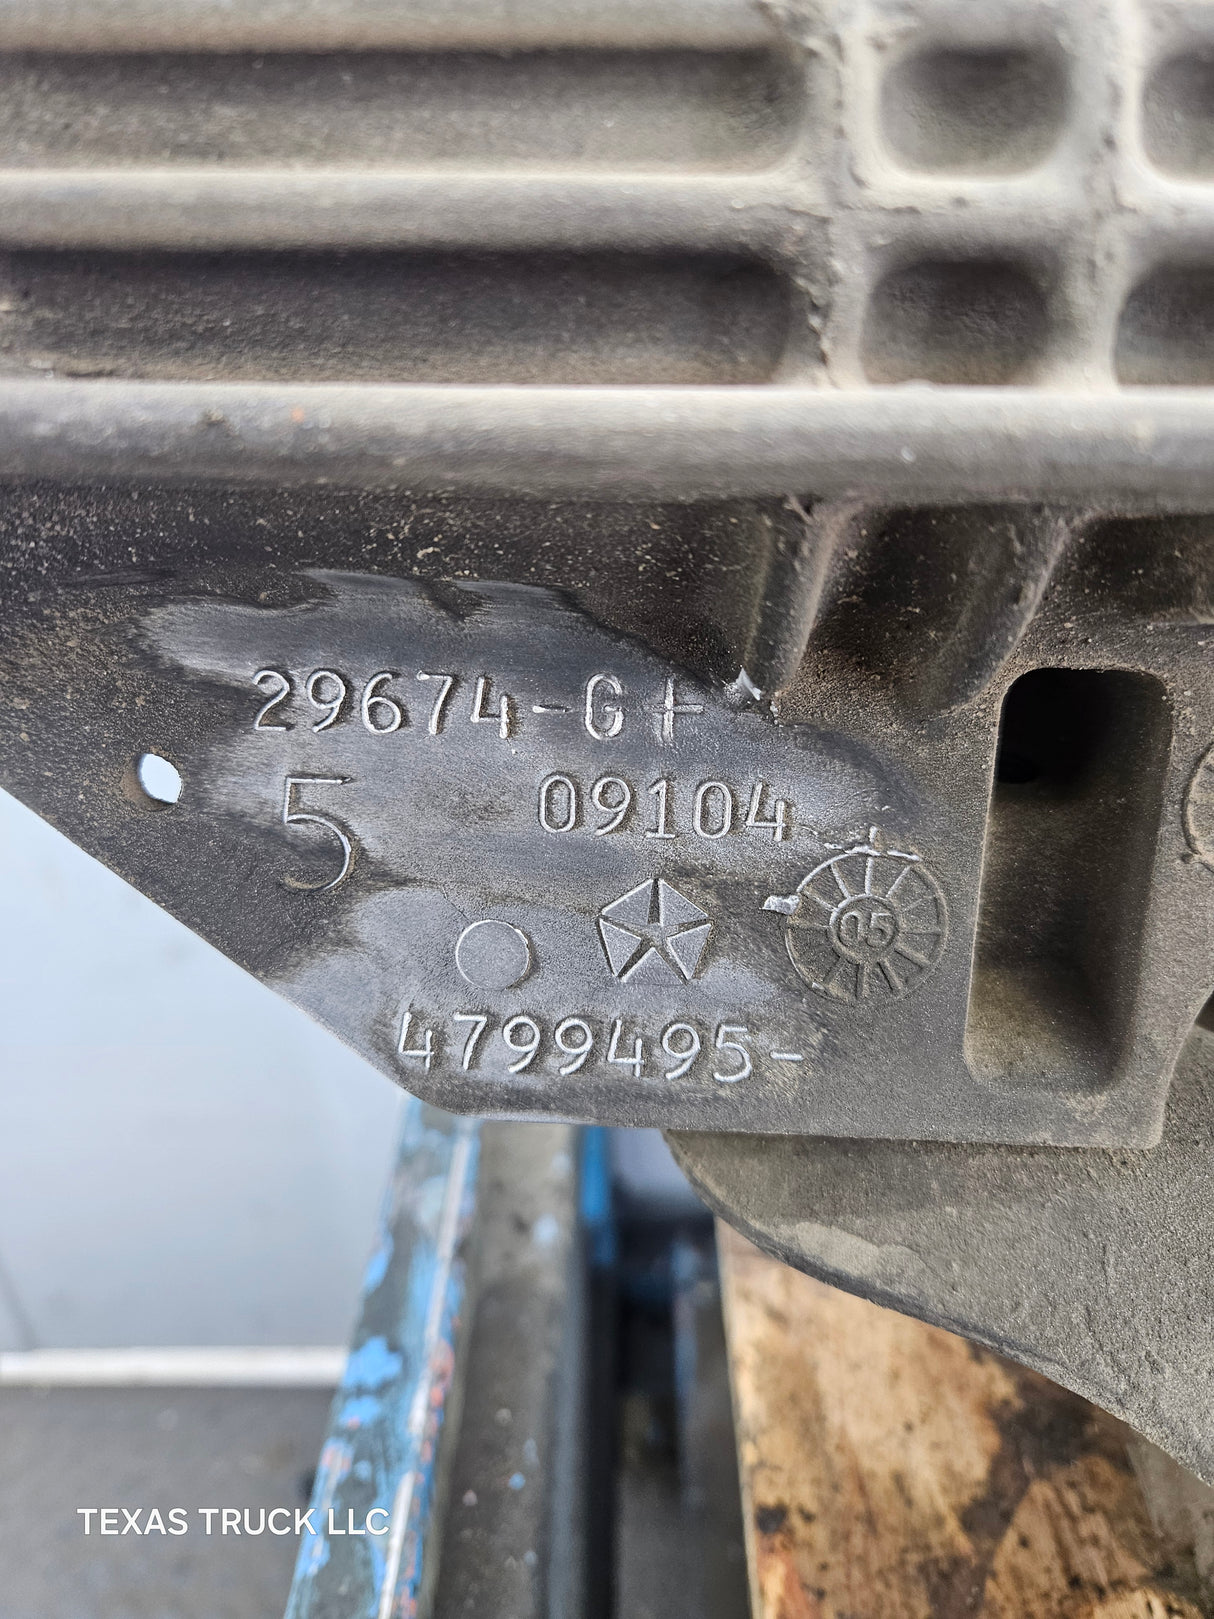 29674-G+
5 09104
05
4799495-
TEXAS TRUCK LLC